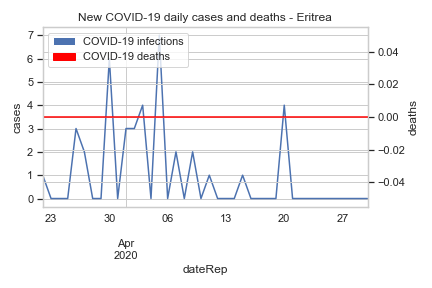 New COVID-19 daily cases and deaths - Eritrea
COVID-19 infections
COVID-19 deaths
7
6
5
4
3
2
1
0
cases
0.04
0.02
0.00
−0.02
−0.04
deaths
23 30 06 13 20 27
Apr
2020
dateRep